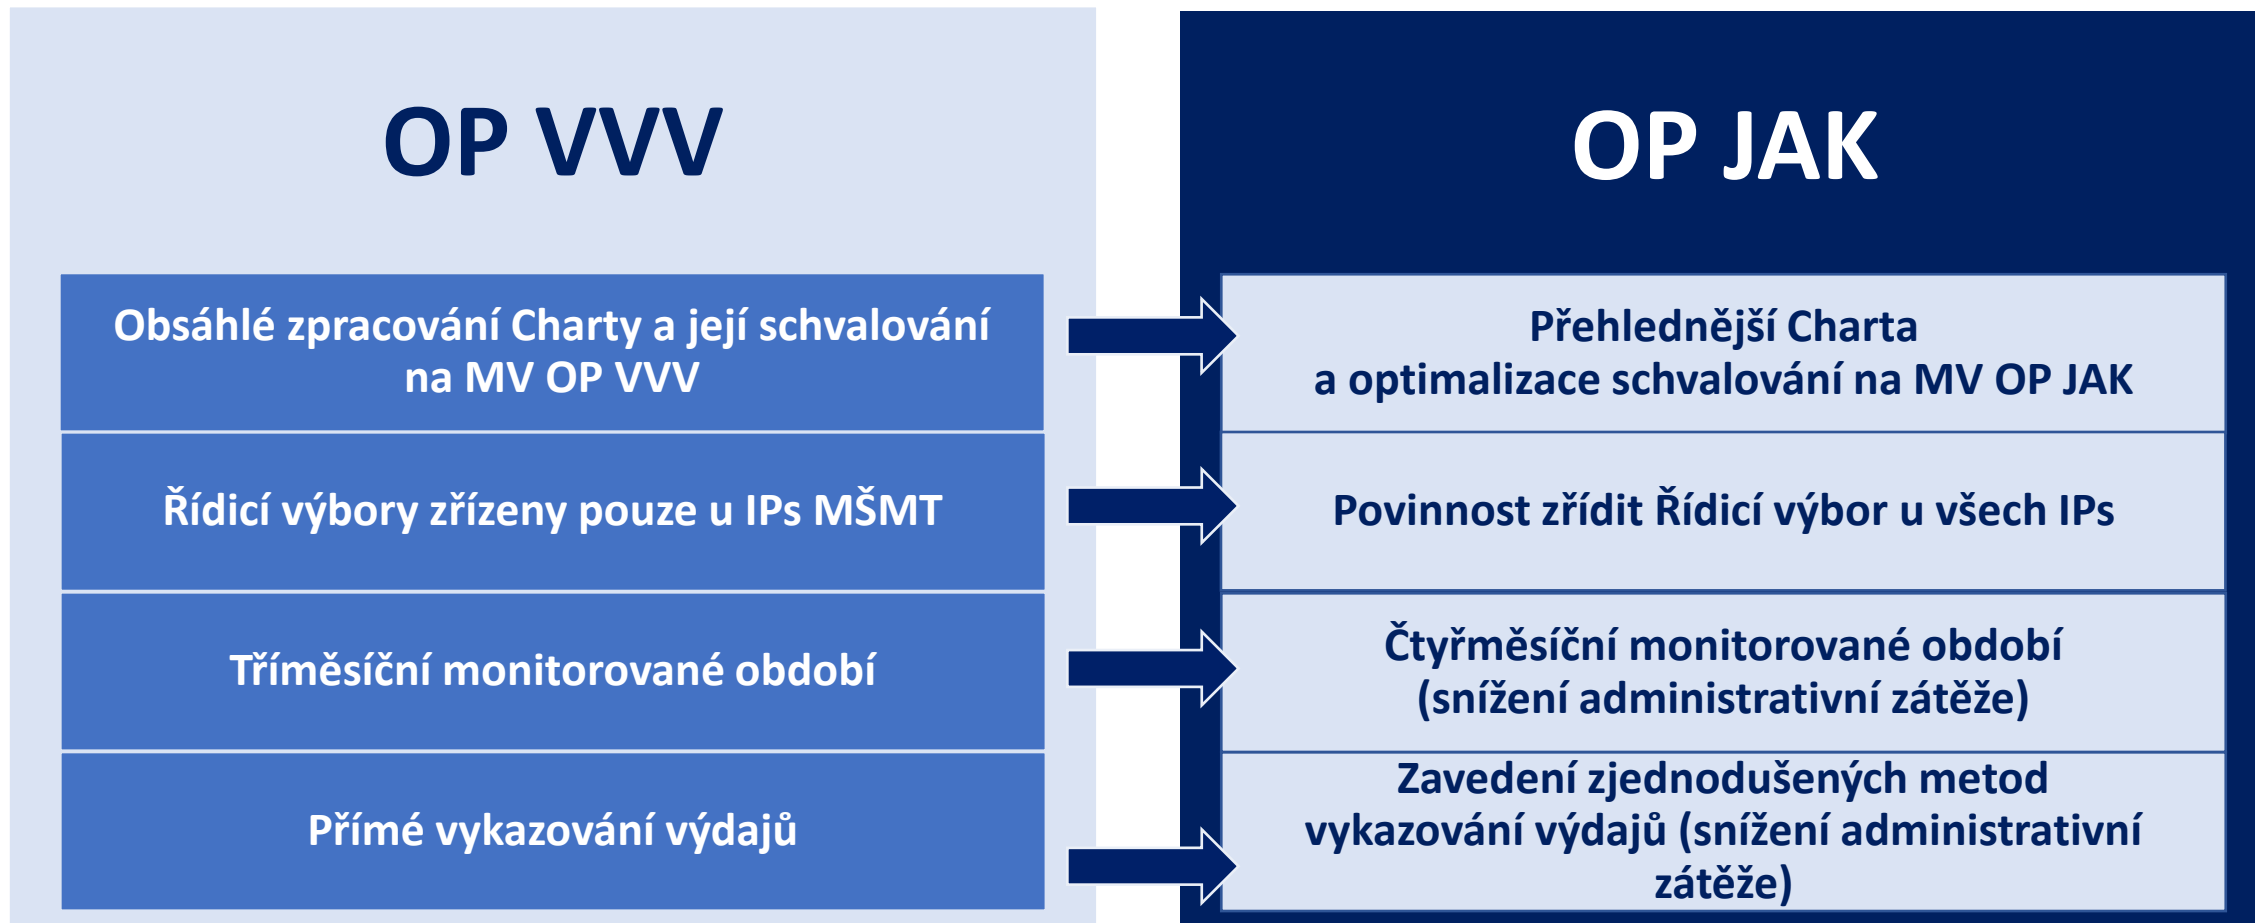 OP VVV
Obsáhlé zpracování Charty a její schvalování
na MV OP VVV
Řídicí výbory zřízeny pouze u IPs MŠMT
Tříměsíční monitorované období
Přímé vykazování výdajů
OP JAK
Přehlednější Charta
a optimalizace schvalování na MV OP JAK
Povinnost zřídit Řídicí výbor u všech IPs
Čtyřměsíční monitorované období
(snížení administrativní zátěže)
Zavedení zjednodušených metod
vykazování výdajů (snížení administrativní
zátěže)